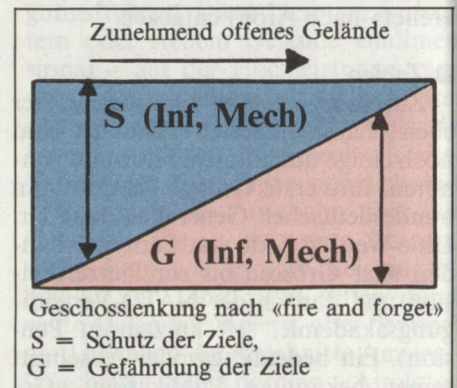 Zunehmend offenes Gelände
S (Inf, Mech)
G (Inf, Mech)
Geschosslenkung nach «fire and forget»
S = Schutz der Ziele,
G = Gefährdung der Ziele